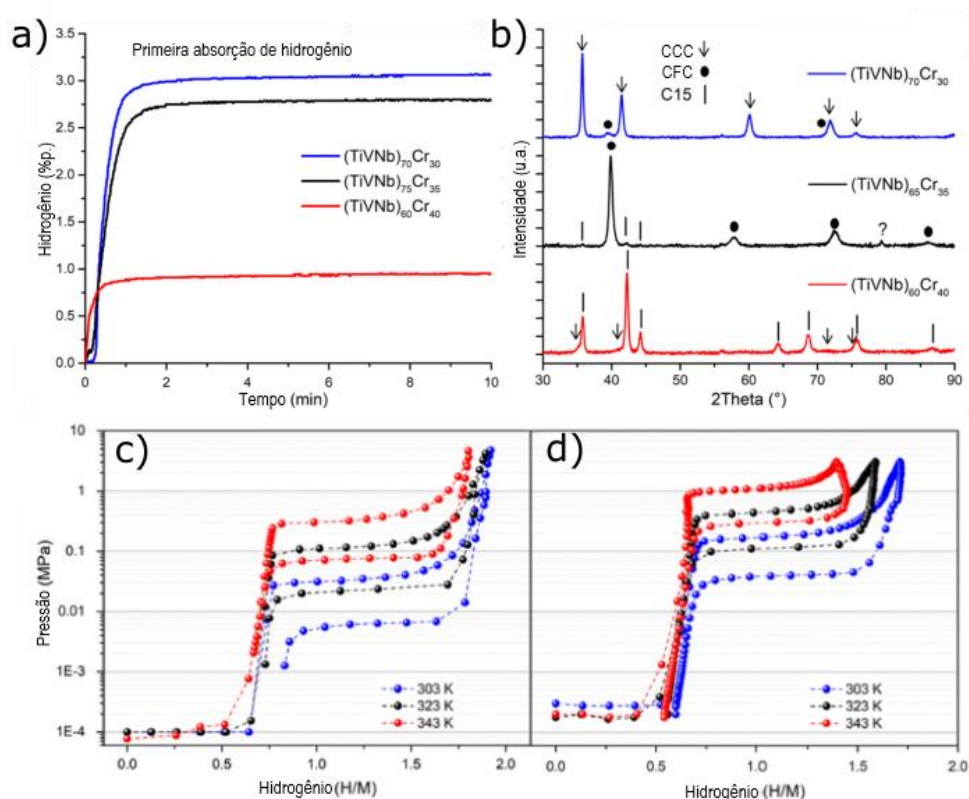 a)
Primeira absorção de hidrogênio
Hidrogênio (%p.)
3.5
3.0
2.5
2.0
1.5
1.0
0.5
0.0
(TiVNb)₇₀Cr₃₀
(TiVNb)₇₅Cr₃₅
(TiVNb)₆₀Cr₄₀
0 2 4 6 8 10
Tempo (min)
b)
CCC
CFC
C15
(TiVNb)₇₀Cr₃₀
(TiVNb)₆₅Cr₃₅
?
(TiVNb)₆₀Cr₄₀
Intensidade (u.a.)
30 40 50 60 70 80 90
2Theta (°)
c)
Pressão (MPa)
10
1
0.1
0.01
1E-3
1E-4
303 K
323 K
343 K
0.0 0.5 1.0 1.5 2.0
Hidrogênio (H/M)
d)
303 K
323 K
343 K
0.0 0.5 1.0 1.5 2.0
Hidrogênio (H/M)